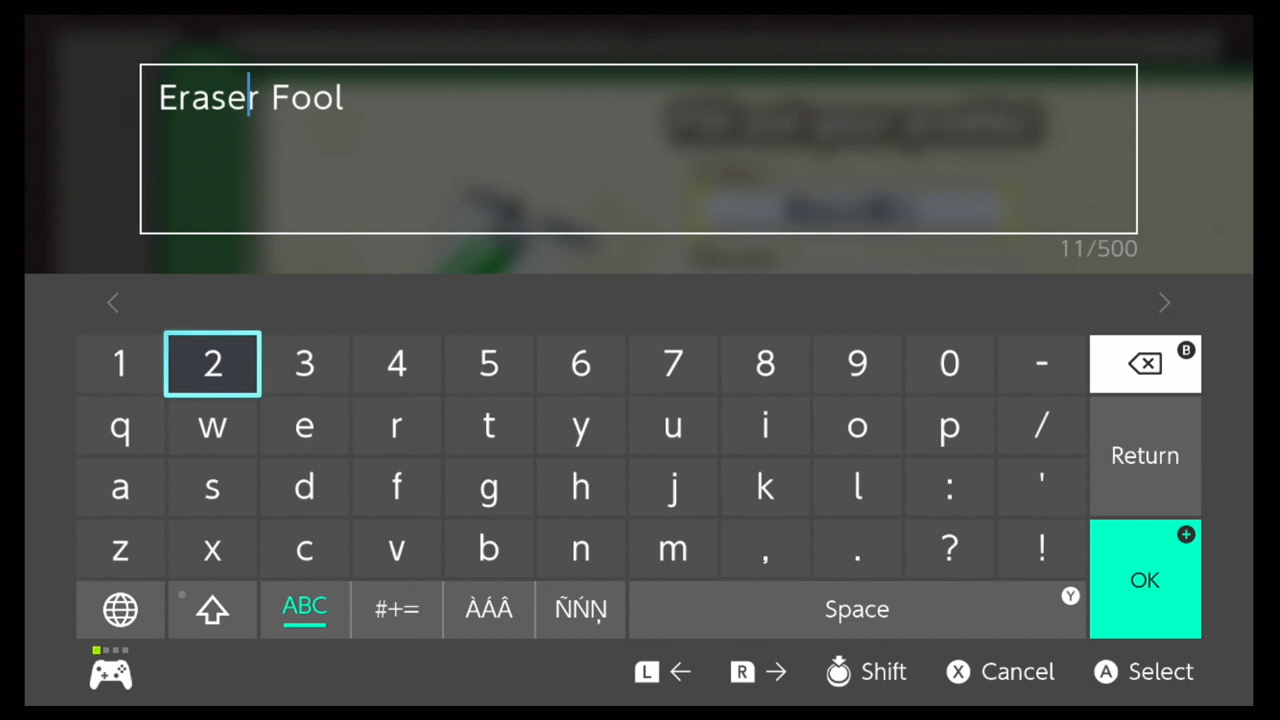 Eraser Fool
11/500
1 2 3 4 5 6 7 8 9 0 - B
q w e r t y u i o p /
Return
a s d f g h j k l : '
z x c v b n m , . ? ! +
OK
ABC #+= ÀÁÂ ÑŃŅ Space Y
L ← R → Shift X Cancel A Select